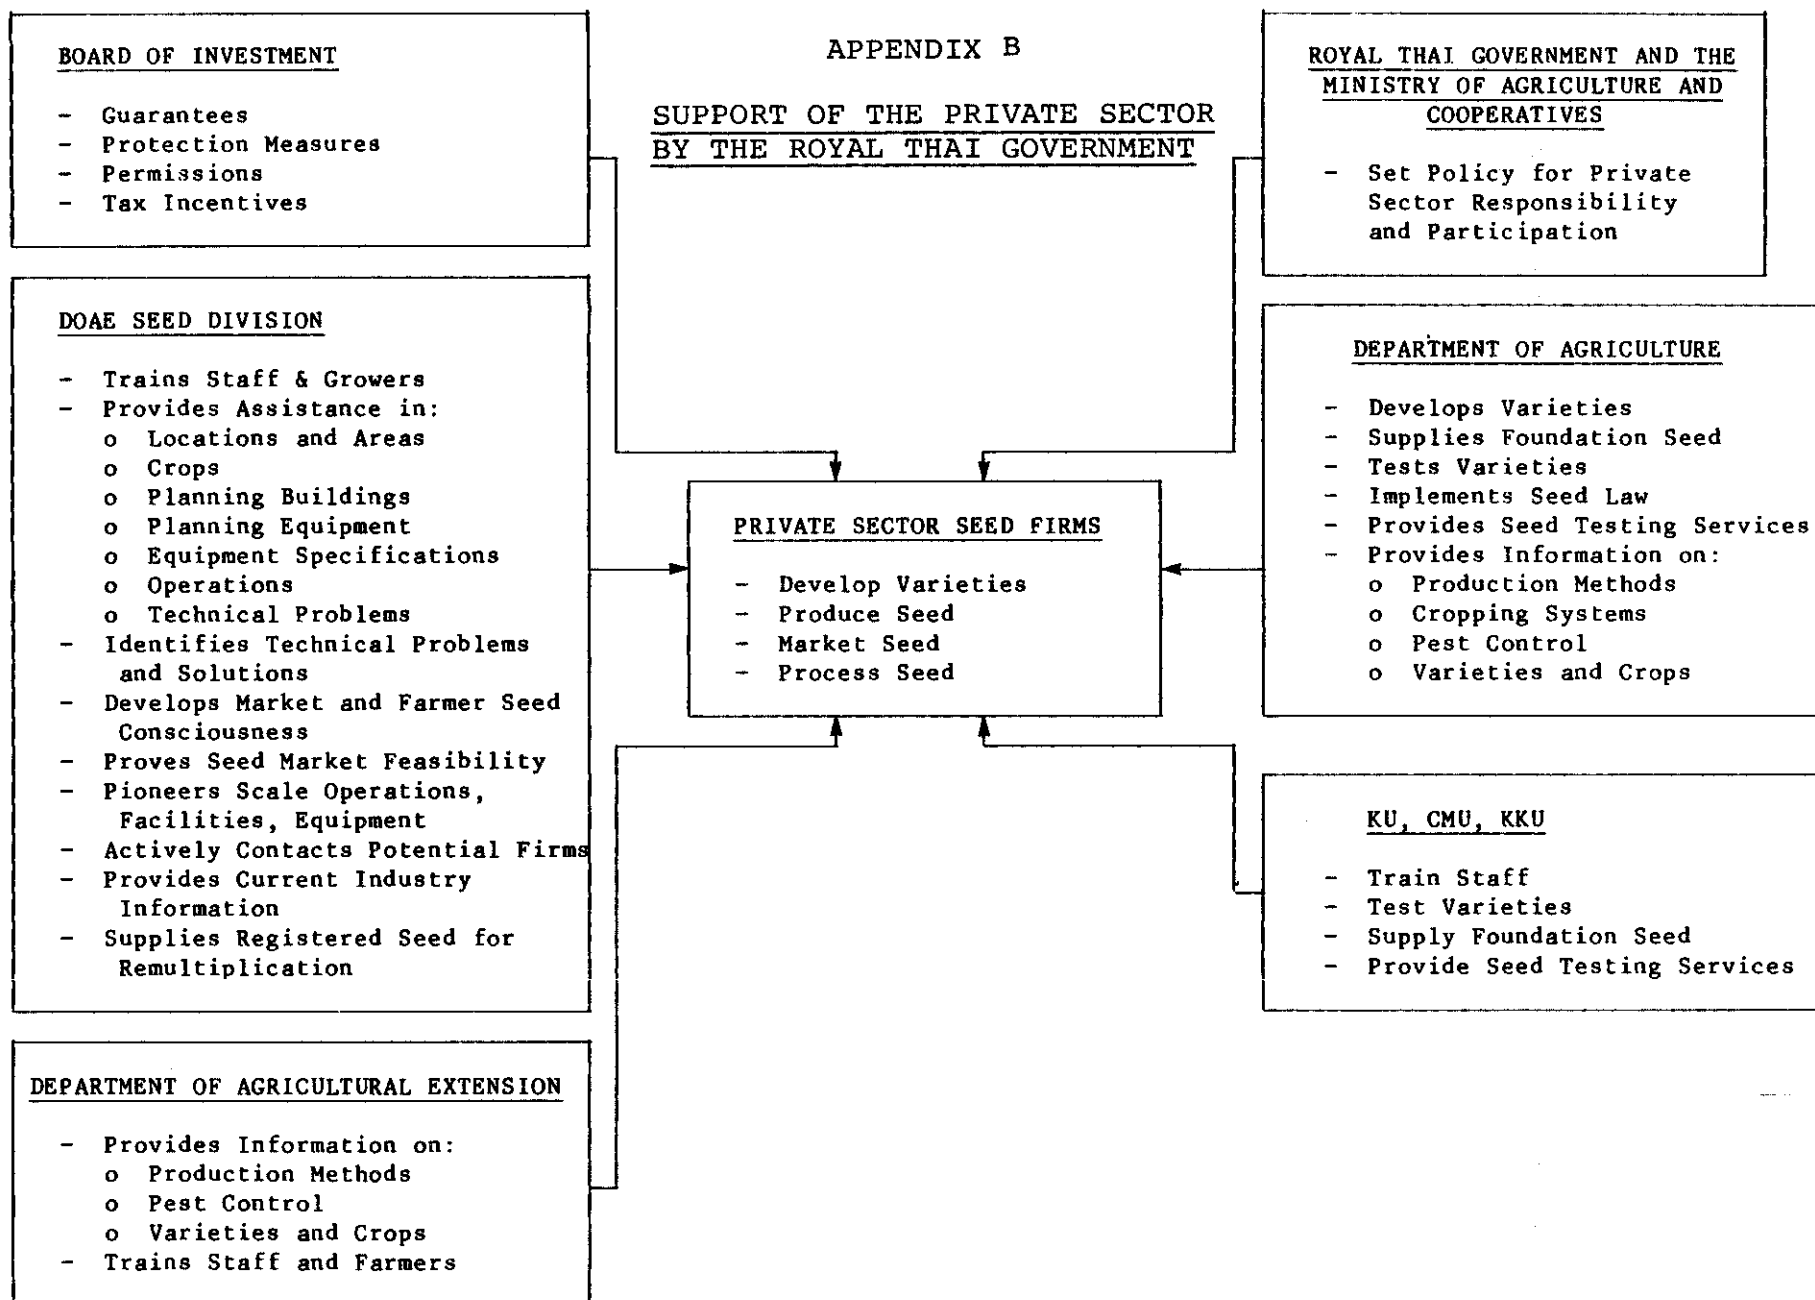 APPENDIX B
SUPPORT OF THE PRIVATE SECTOR
BY THE ROYAL THAI GOVERNMENT
BOARD OF INVESTMENT
- Guarantees
- Protection Measures
- Permissions
- Tax Incentives
DOAE SEED DIVISION
- Trains Staff & Growers
- Provides Assistance in:
o Locations and Areas
o Crops
o Planning Buildings
o Planning Equipment
o Equipment Specifications
o Operations
o Technical Problems
- Identifies Technical Problems
and Solutions
- Develops Market and Farmer Seed
Consciousness
- Proves Seed Market Feasibility
- Pioneers Scale Operations,
Facilities, Equipment
- Actively Contacts Potential Firms
- Provides Current Industry
Information
- Supplies Registered Seed for
Remultiplication
DEPARTMENT OF AGRICULTURAL EXTENSION
- Provides Information on:
o Production Methods
o Pest Control
o Varieties and Crops
- Trains Staff and Farmers
PRIVATE SECTOR SEED FIRMS
- Develop Varieties
- Produce Seed
- Market Seed
- Process Seed
ROYAL THAI GOVERNMENT AND THE
MINISTRY OF AGRICULTURE AND
COOPERATIVES
- Set Policy for Private
Sector Responsibility
and Participation
DEPARTMENT OF AGRICULTURE
- Develops Varieties
- Supplies Foundation Seed
- Tests Varieties
- Implements Seed Law
- Provides Seed Testing Services
- Provides Information on:
o Production Methods
o Cropping Systems
o Pest Control
o Varieties and Crops
KU, CMU, KKU
- Train Staff
- Test Varieties
- Supply Foundation Seed
- Provide Seed Testing Services